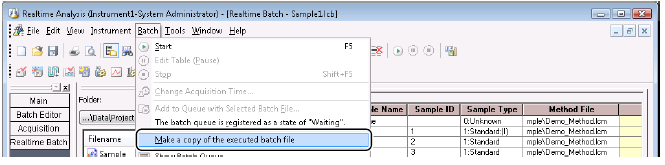 Realtime Analysis (Instrument1-System Administrator) - [Realtime Batch - Sample1.lcb]
File Edit View Instrument Batch Tools Window Help
Start F5
Edit Table (Pause)
Stop Shift+F5
Change Acquisition Time...
Main
Folder:
Add to Queue with Selected Batch File...
le Name Sample ID Sample Type Method File
Batch Editor
...\Data\Project
The batch queue is registered as a state of "Waiting".
0:Unknown mple\Demo_Method.lcm
Acquisition
1 1:Standard:(I) mple\Demo_Method.lcm
Realtime Batch
Filename
Make a copy of the executed batch file
2 1:Standard mple\Demo_Method.lcm
Sample
Show Batch Queue
3 1:Standard mple\Demo_Method.lcm